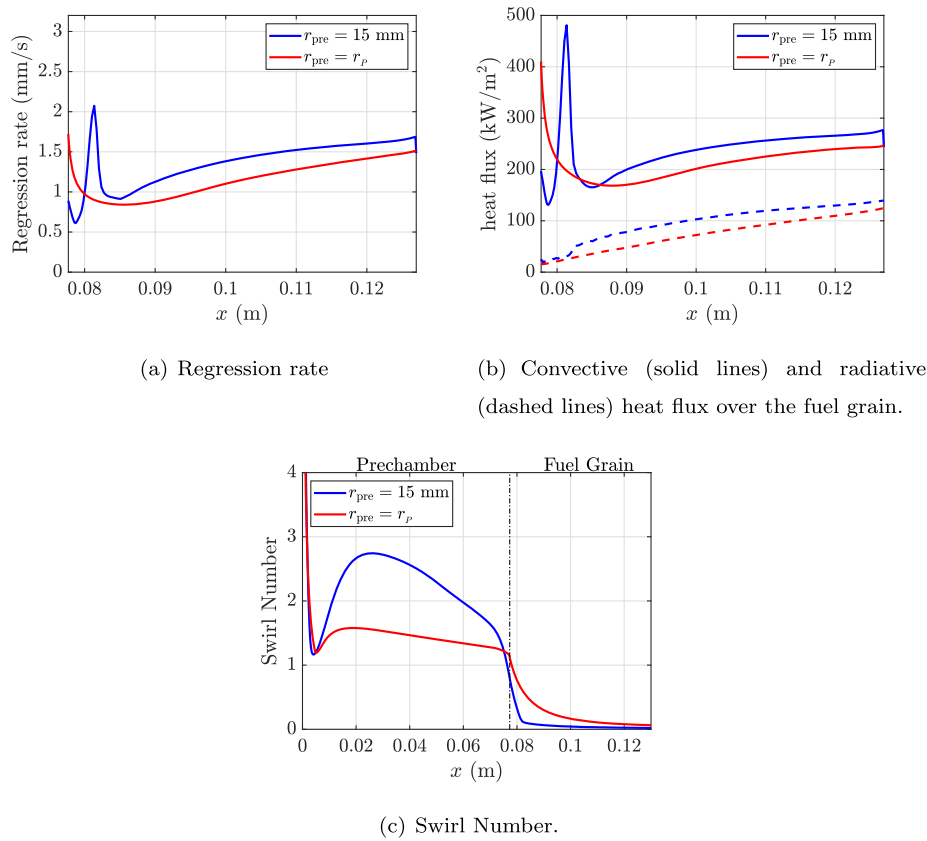 3
2.5
2
1.5
1
0.5
0
Regression rate (mm/s)
r_pre = 15 mm
r_pre = r_P
0.08 0.09 0.1 0.11 0.12
x (m)
(a) Regression rate
500
400
300
200
100
0
heat flux (kW/m²)
r_pre = 15 mm
r_pre = r_P
0.08 0.09 0.1 0.11 0.12
x (m)
(b) Convective (solid lines) and radiative
(dashed lines) heat flux over the fuel grain.
Prechamber Fuel Grain
4
3
2
1
0
Swirl Number
r_pre = 15 mm
r_pre = r_P
0 0.02 0.04 0.06 0.08 0.1 0.12
x (m)
(c) Swirl Number.